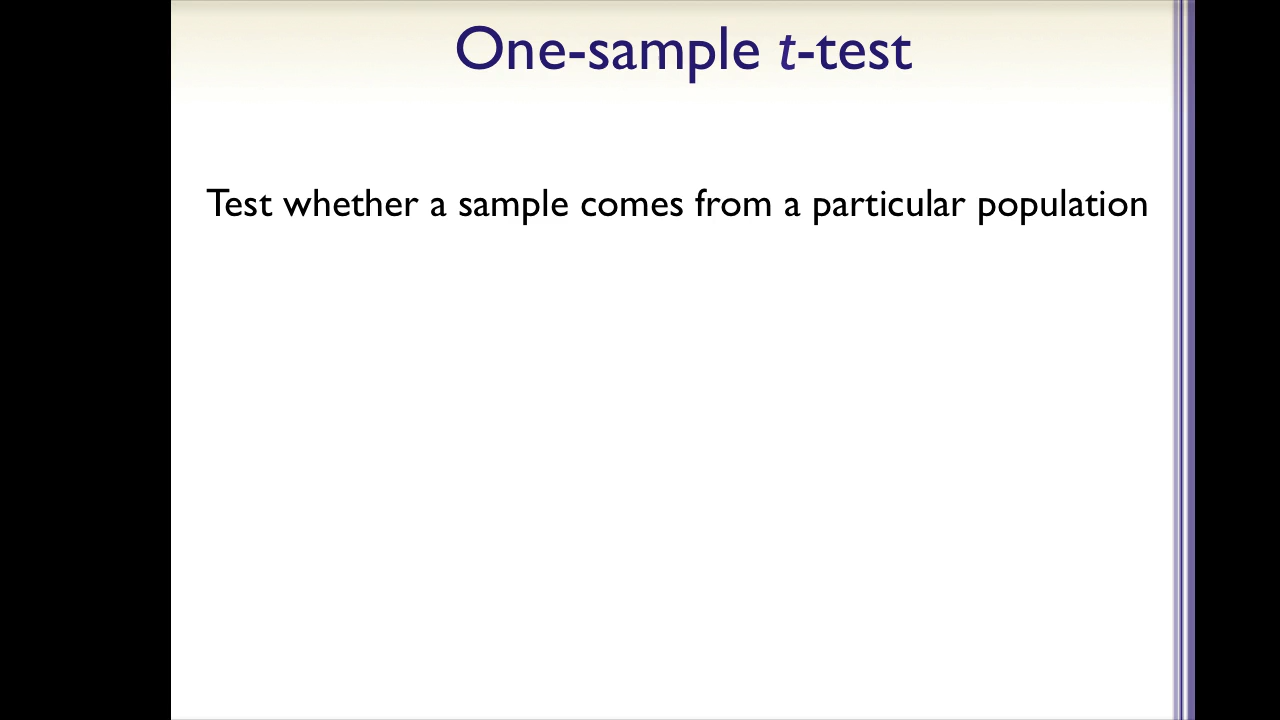 One-sample t-test
Test whether a sample comes from a particular population